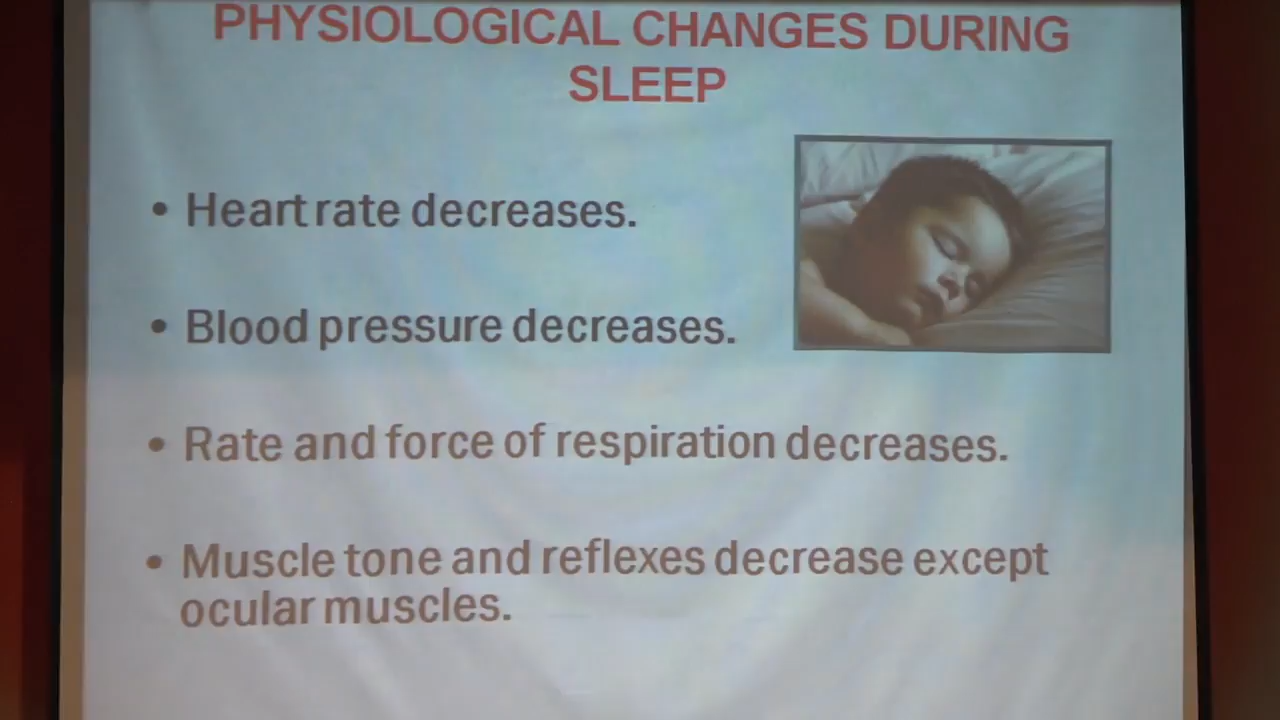 PHYSIOLOGICAL CHANGES DURING
SLEEP
• Heart rate decreases.
• Blood pressure decreases.
• Rate and force of respiration decreases.
• Muscle tone and reflexes decrease except
ocular muscles.